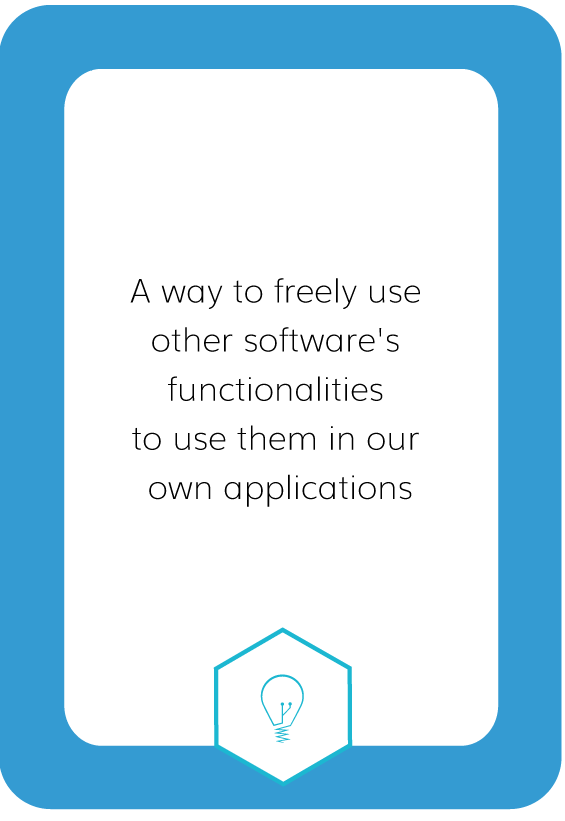 A way to freely use
other software's
functionalities
to use them in our
own applications